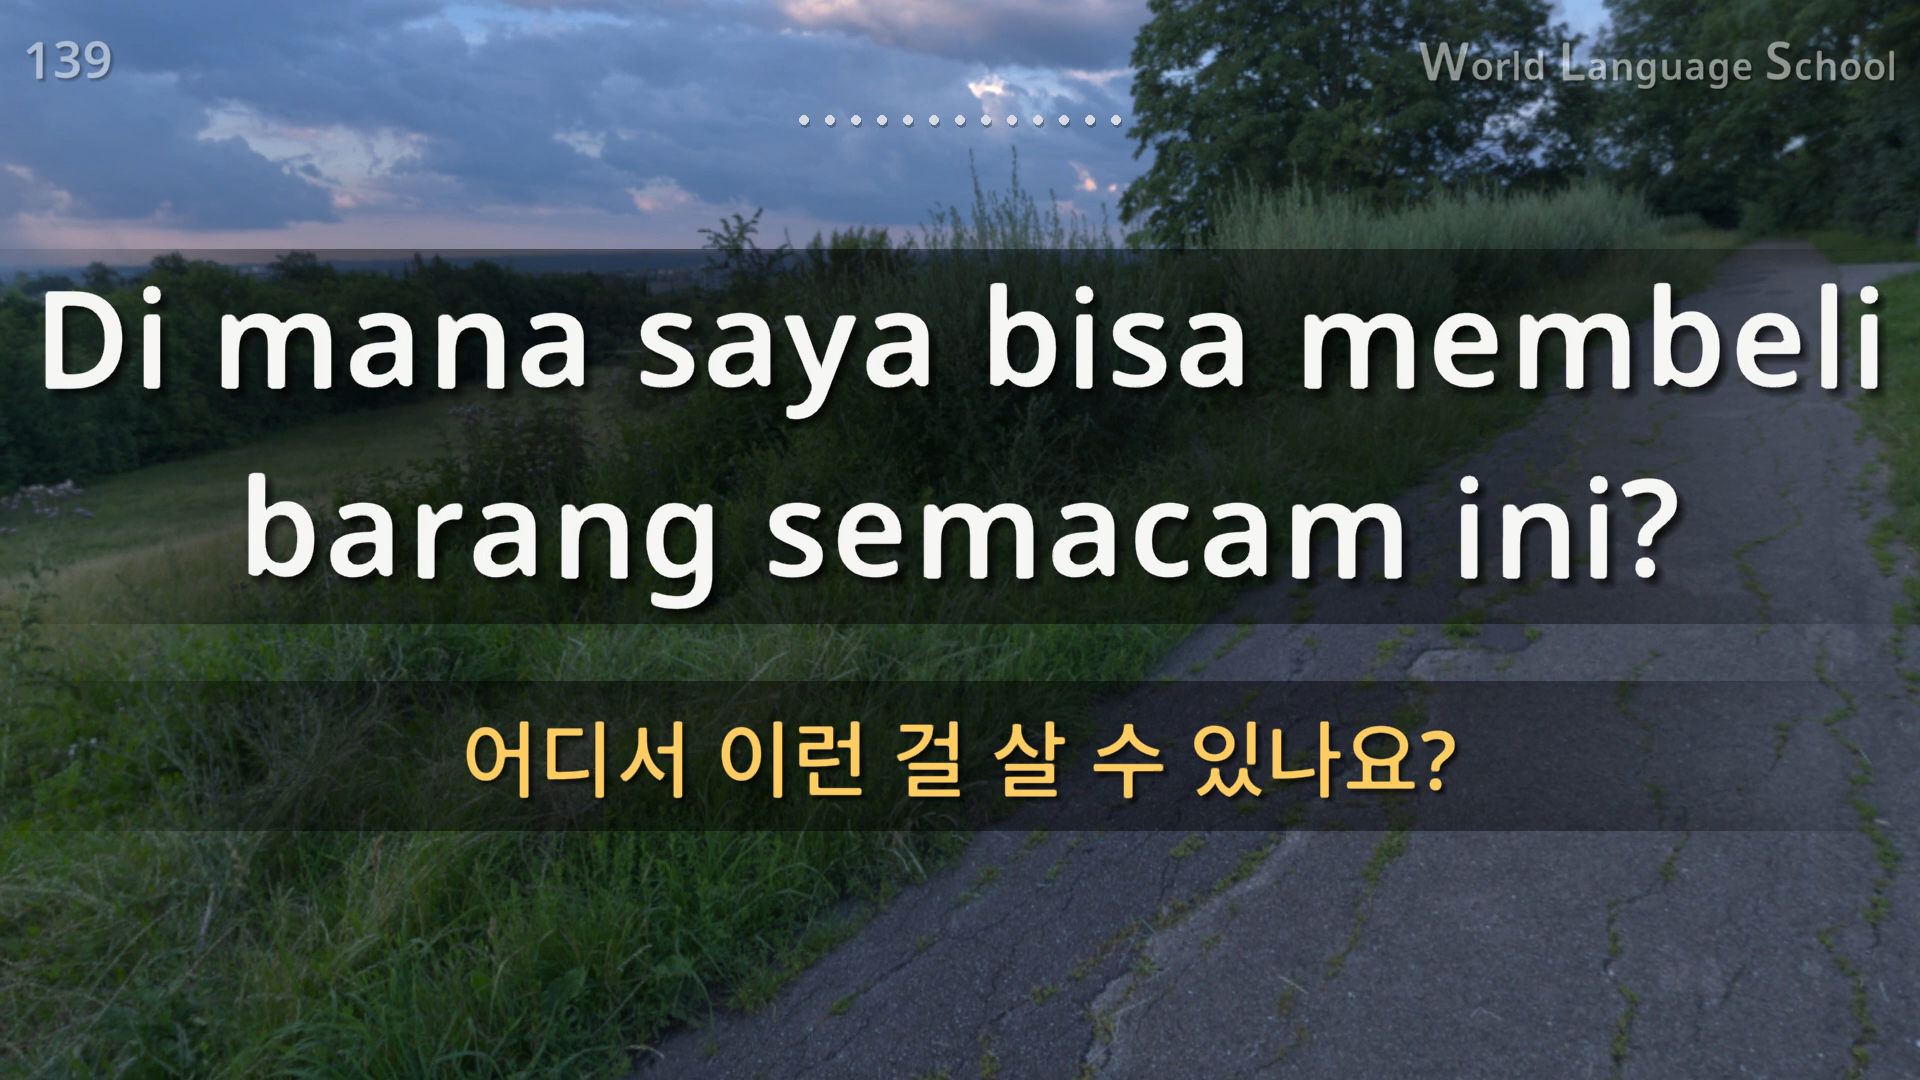 139
World Language School
Di mana saya bisa membeli
barang semacam ini?
어디서 이런 걸 살 수 있나요?